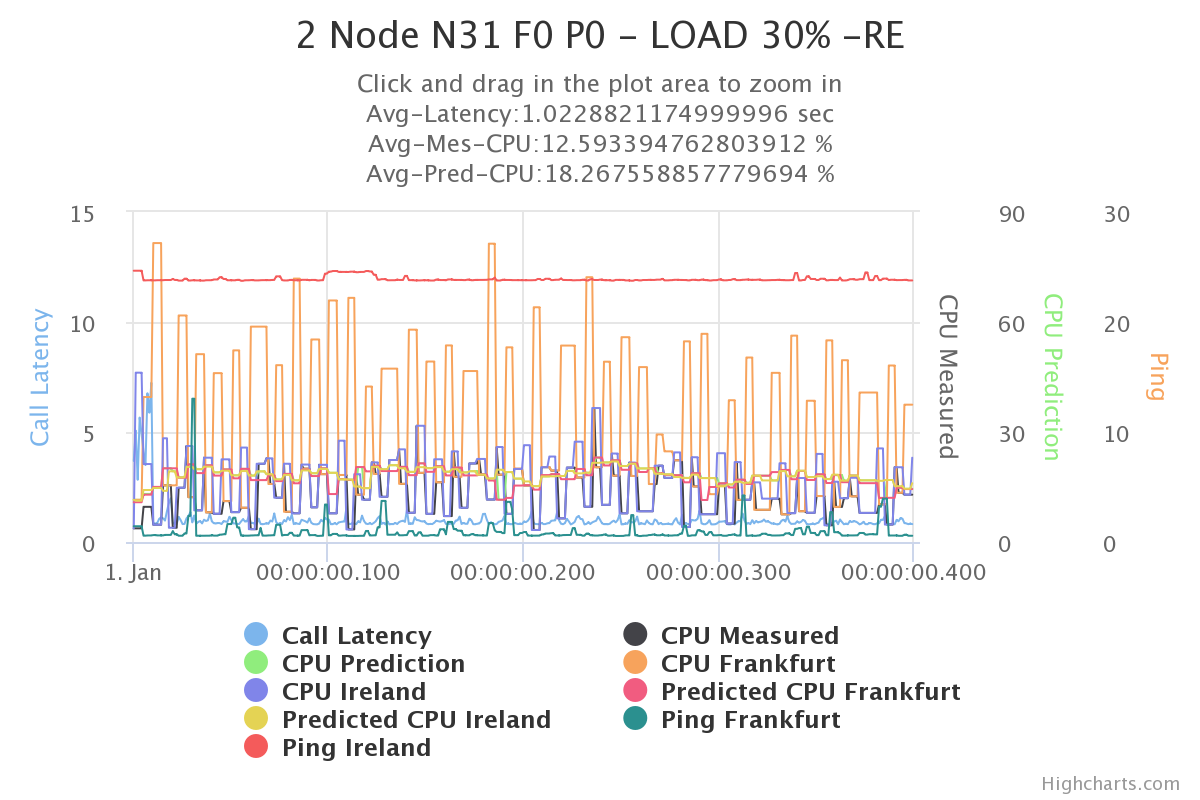 2 Node N31 F0 P0 - LOAD 30% -RE
Click and drag in the plot area to zoom in
Avg-Latency:1.0228821174999996 sec
Avg-Mes-CPU:12.593394762803912 %
Avg-Pred-CPU:18.267558857779694 %
15 90 30
10 60 20
5 30 10
0 0 0
Call Latency
CPU Measured
CPU Prediction
Ping
1. Jan 00:00:00.100 00:00:00.200 00:00:00.300 00:00:00.400
Call Latency CPU Measured
CPU Prediction CPU Frankfurt
CPU Ireland Predicted CPU Frankfurt
Predicted CPU Ireland Ping Frankfurt
Ping Ireland
Highcharts.com